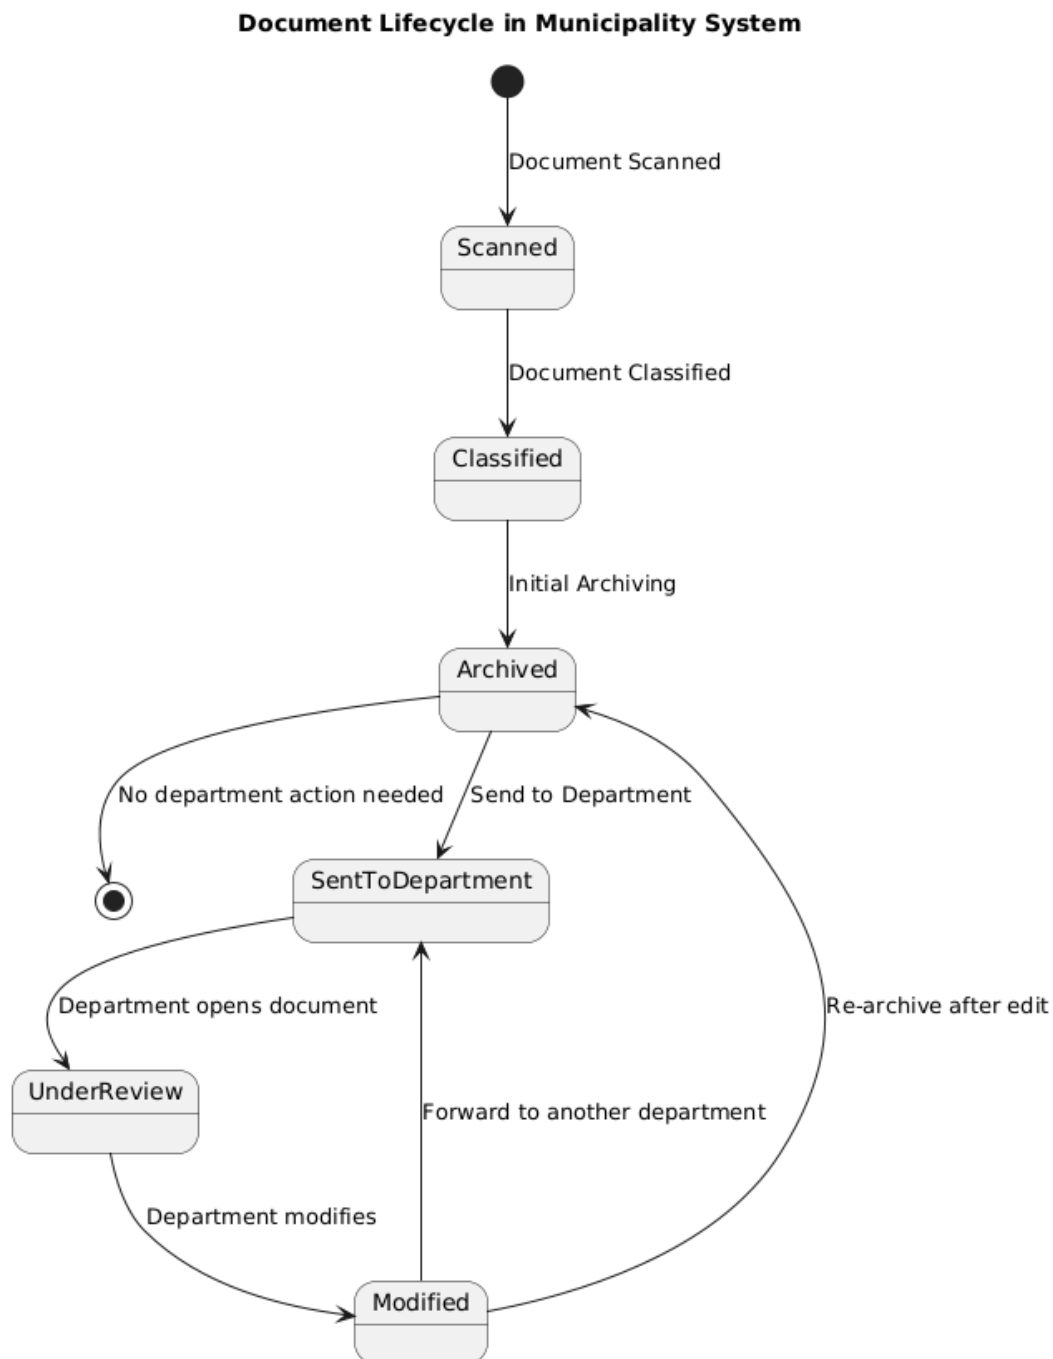 Document Lifecycle in Municipality System
Document Scanned
Scanned
Document Classified
Classified
Initial Archiving
Archived
No department action needed
Send to Department
SentToDepartment
Department opens document
Re-archive after edit
UnderReview
Forward to another department
Department modifies
Modified